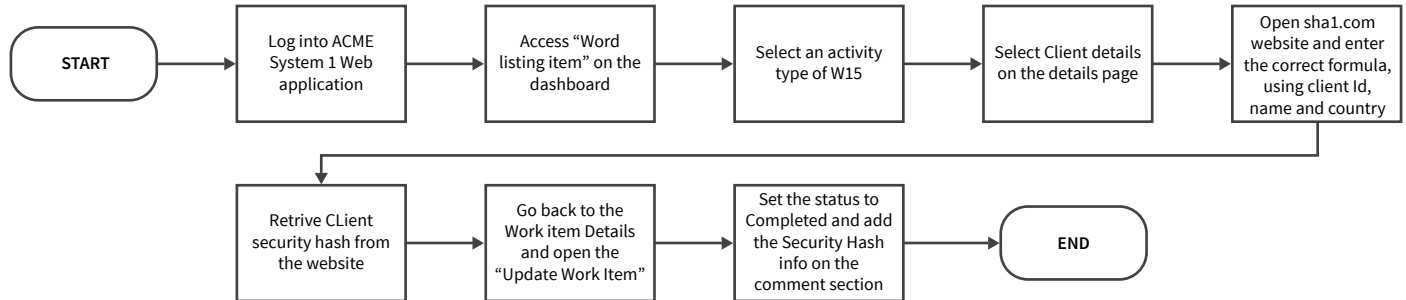 START
Log into ACME
System 1 Web
application
Access “Word
listing item” on the
dashboard
Select an activity
type of W15
Select Client details
on the details page
Open sha1.com
website and enter
the correct formula,
using client Id,
name and country
Retrive CLient
security hash from
the website
Go back to the
Work item Details
and open the
“Update Work Item”
Set the status to
Completed and add
the Security Hash
info on the
comment section
END